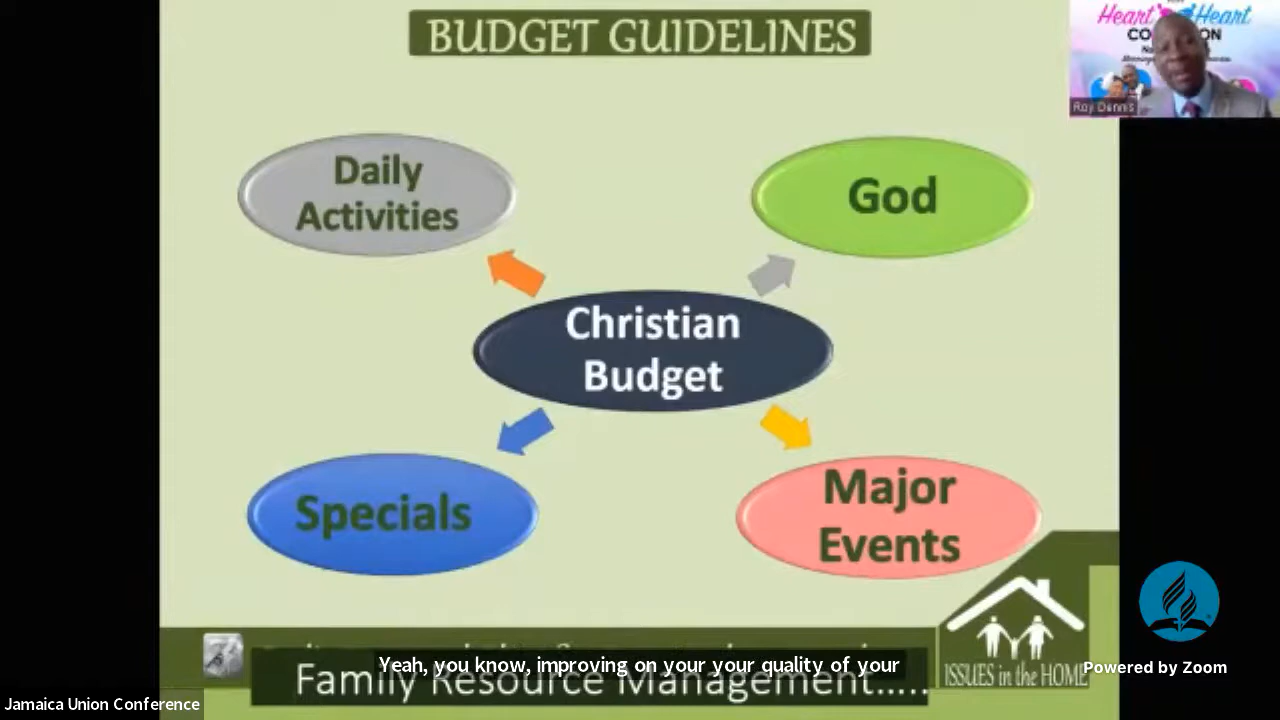 BUDGET GUIDELINES
Heart Heart
Roy Dennis
Daily
Activities
God
Christian
Budget
Specials
Major
Events
Yeah, you know, improving on your your quality of your
Family Resource Management.....
ISSUES in the HOME
Powered by Zoom
Jamaica Union Conference